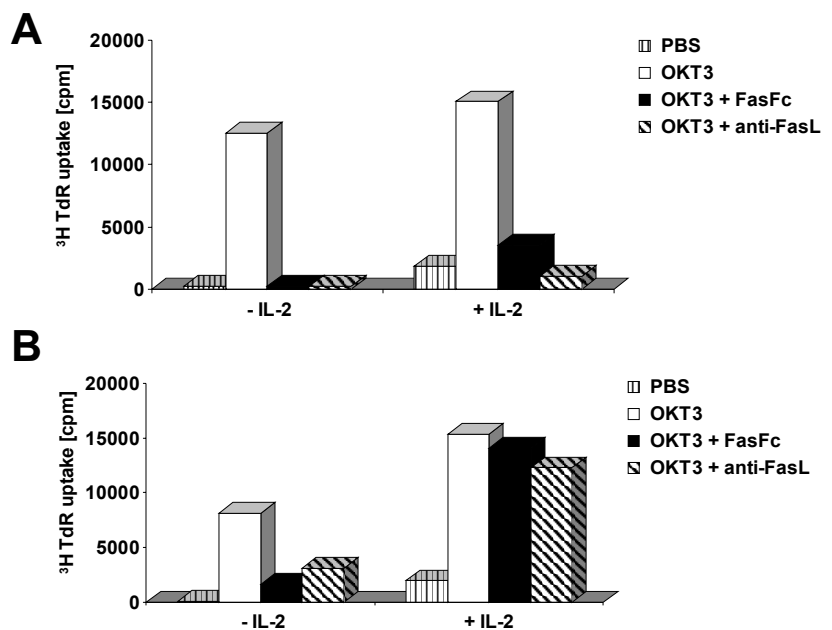 A
20000
15000
10000
5000
0
³H TdR uptake [cpm]
- IL-2
+ IL-2
PBS
OKT3
OKT3 + FasFc
OKT3 + anti-FasL
B
20000
15000
10000
5000
0
³H TdR uptake [cpm]
- IL-2
+ IL-2
PBS
OKT3
OKT3 + FasFc
OKT3 + anti-FasL